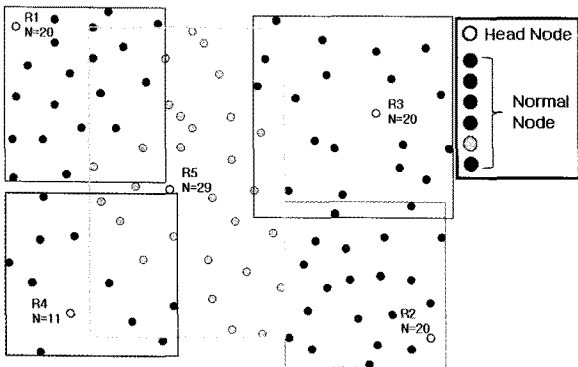 R1
N=20
Head Node
Normal
Node
R3
N=20
R5
N=29
R4
N=11
R2
N=20